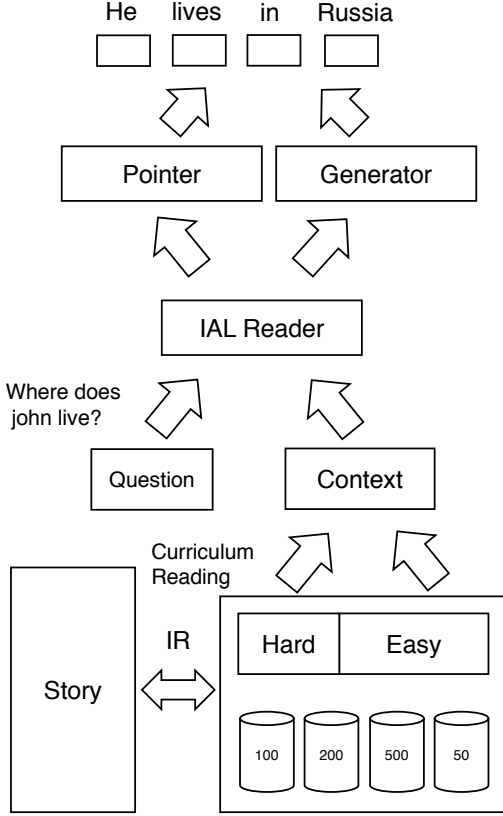 He lives in Russia
Pointer Generator
IAL Reader
Where does
john live?
Question Context
Curriculum
Reading
Story IR Hard Easy
100 200 500 50